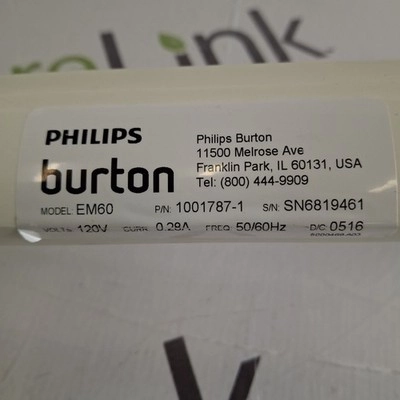 PHILIPS
burton
Philips Burton
11500 Melrose Ave
Franklin Park, IL 60131, USA
Tel: (800) 444-9909
MODEL: EM60 P/N: 1001787-1 S/N: SN6819461
VOLTS: 120V CURR: 0.28A FREQ: 50/60Hz D/C 0516